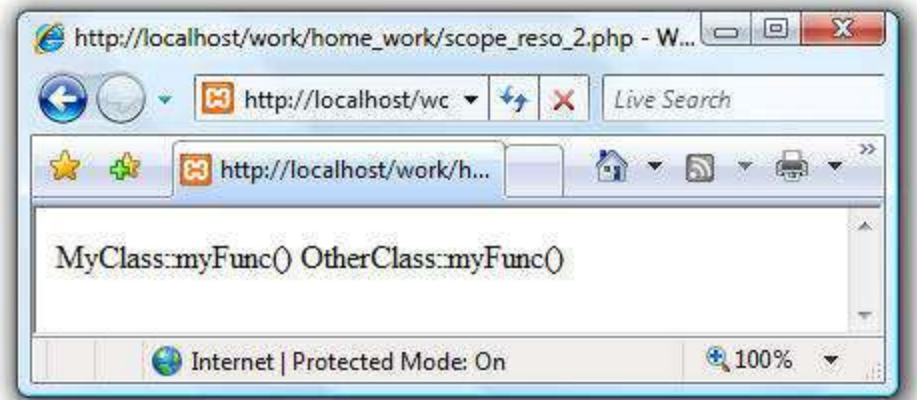 http://localhost/work/home_work/scope_reso_2.php - W...
http://localhost/wc
Live Search
http://localhost/work/h...
MyClass::myFunc() OtherClass::myFunc()
Internet | Protected Mode: On
100%